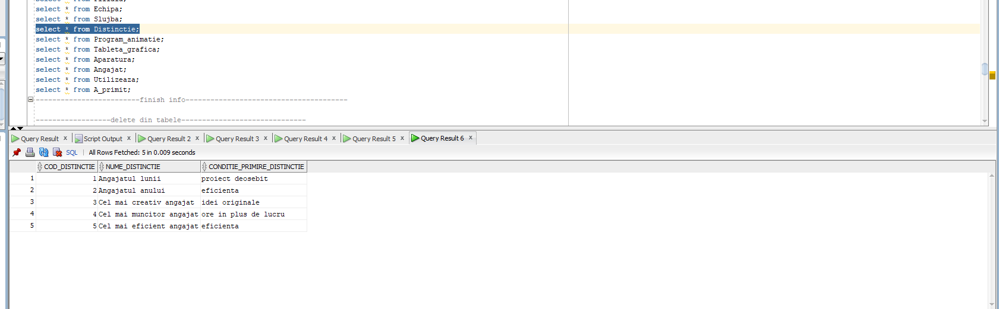 select * from Echipa;
select * from Slujba;
select * from Distinctie;
select * from Program_animatie;
select * from Tableta_grafica;
select * from Aparatura;
select * from Angajat;
select * from Utilizeaza;
select * from A_primit;
-------------------------finish info---------------------------------------
------------------delete din tabele------------------------------
Query Result x Script Output x Query Result 2 x Query Result 3 x Query Result 4 x Query Result 5 x Query Result 6 x
SQL | All Rows Fetched: 5 in 0.009 seconds
COD_DISTINCTIE NUME_DISTINCTIE CONDITIE_PRIMIRE_DISTINCTIE
1 1 Angajatul lunii proiect deosebit
2 2 Angajatul anului eficienta
3 3 Cel mai creativ angajat idei originale
4 4 Cel mai muncitor angajat ore in plus de lucru
5 5 Cel mai eficient angajat eficienta